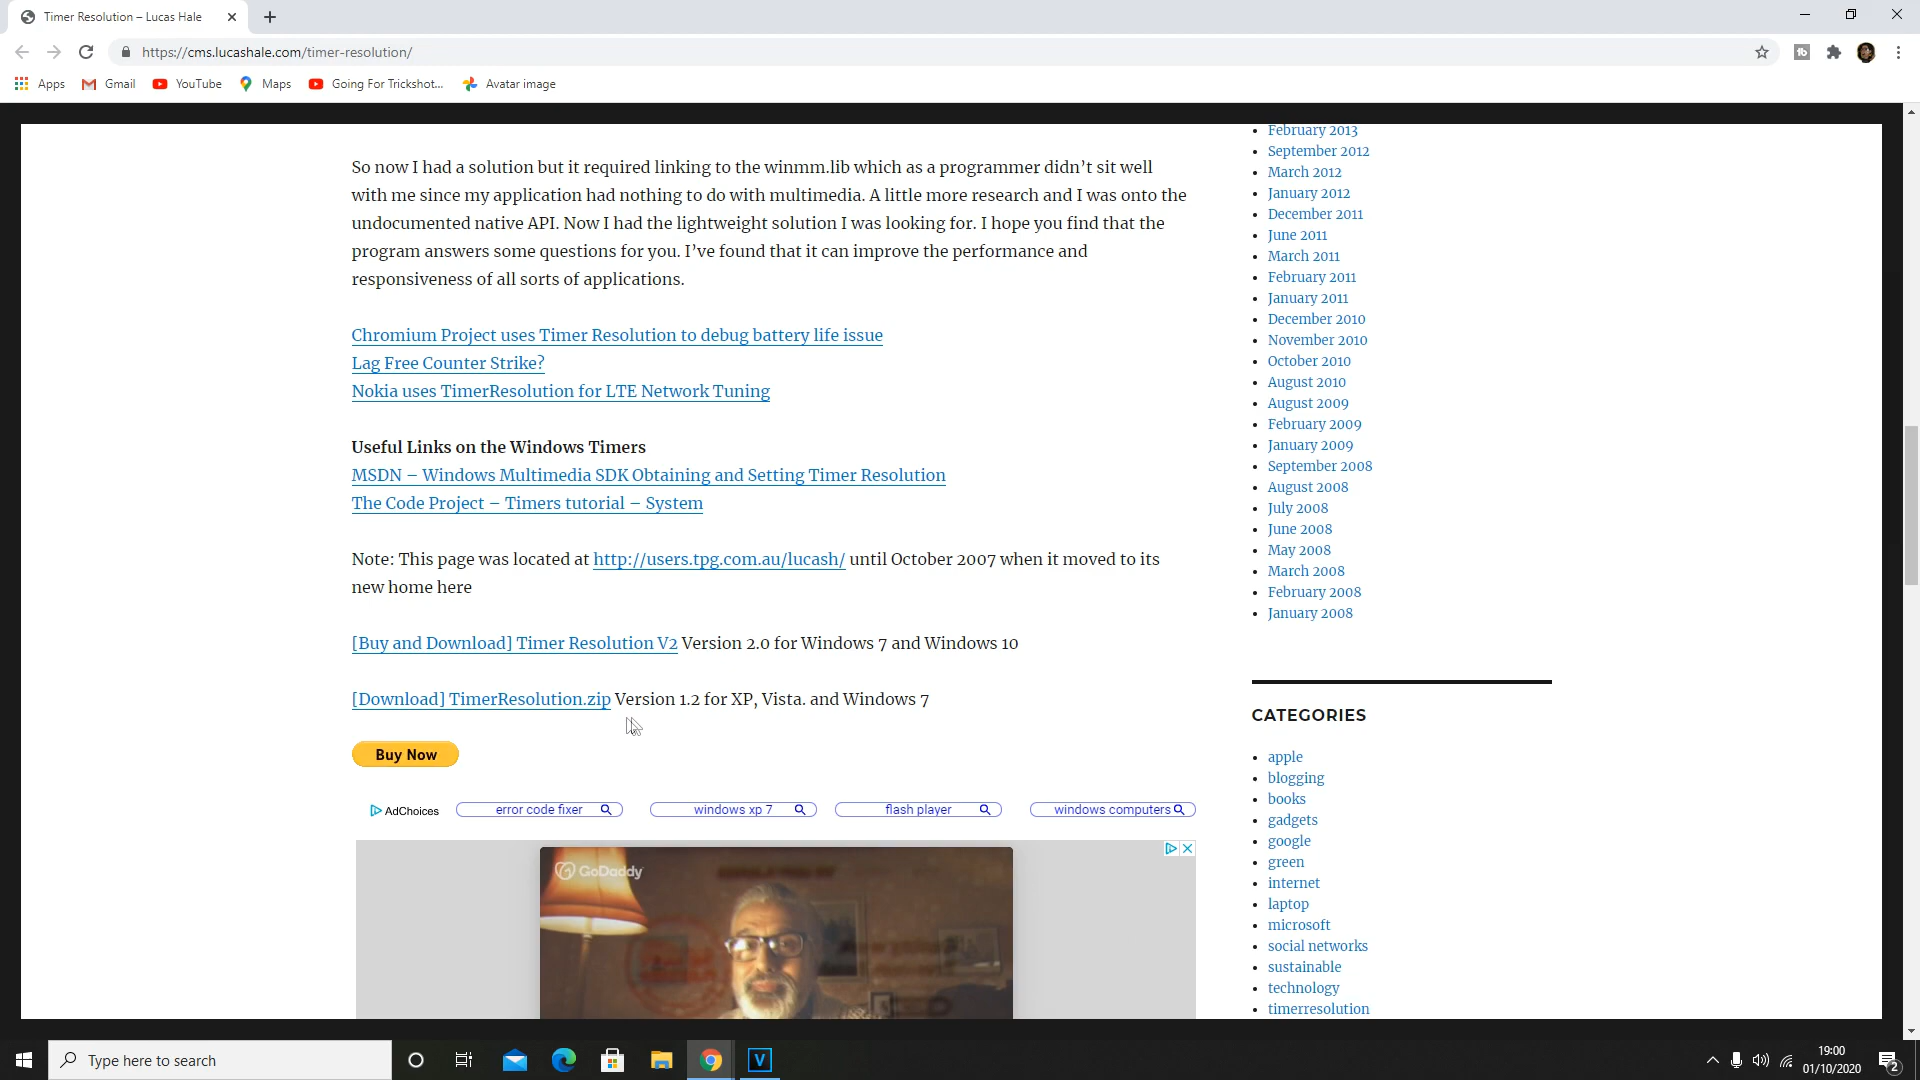 Timer Resolution – Lucas Hale
https://cms.lucashale.com/timer-resolution/
Apps Gmail YouTube Maps Going For Trickshot... Avatar image
So now I had a solution but it required linking to the winmm.lib which as a programmer didn’t sit well
with me since my application had nothing to do with multimedia. A little more research and I was onto the
undocumented native API. Now I had the lightweight solution I was looking for. I hope you find that the
program answers some questions for you. I’ve found that it can improve the performance and
responsiveness of all sorts of applications.
Chromium Project uses Timer Resolution to debug battery life issue
Lag Free Counter Strike?
Nokia uses TimerResolution for LTE Network Tuning
Useful Links on the Windows Timers
MSDN – Windows Multimedia SDK Obtaining and Setting Timer Resolution
The Code Project – Timers tutorial – System
Note: This page was located at http://users.tpg.com.au/lucash/ until October 2007 when it moved to its
new home here
[Buy and Download] Timer Resolution V2 Version 2.0 for Windows 7 and Windows 10
[Download] TimerResolution.zip Version 1.2 for XP, Vista. and Windows 7
Buy Now
AdChoices error code fixer windows xp 7 flash player windows computers
GoDaddy
February 2013
September 2012
March 2012
January 2012
December 2011
June 2011
March 2011
February 2011
January 2011
December 2010
November 2010
October 2010
August 2010
August 2009
February 2009
January 2009
September 2008
August 2008
July 2008
June 2008
May 2008
March 2008
February 2008
January 2008
CATEGORIES
apple
blogging
books
gadgets
google
green
internet
laptop
microsoft
social networks
sustainable
technology
timerresolution
Type here to search
V
19:00
01/10/2020
2